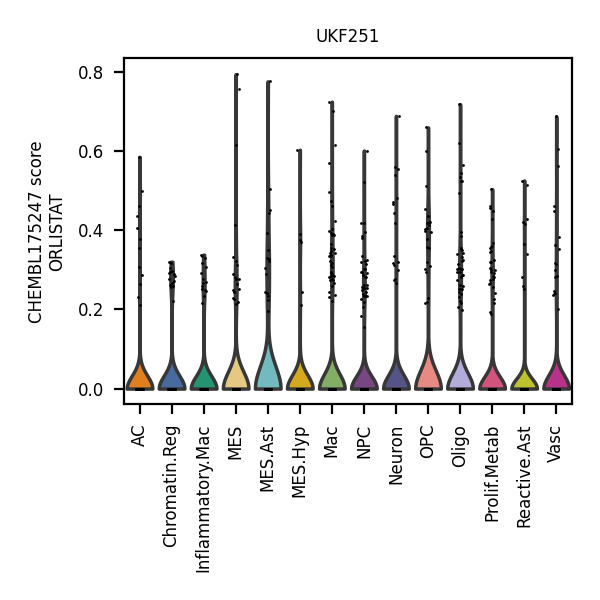 UKF251
CHEMBL175247 score
ORLISTAT
0.8
0.6
0.4
0.2
0.0
AC
Chromatin.Reg
Inflammatory.Mac
MES
MES.Ast
MES.Hyp
Mac
NPC
Neuron
OPC
Oligo
Prolif.Metab
Reactive.Ast
Vasc